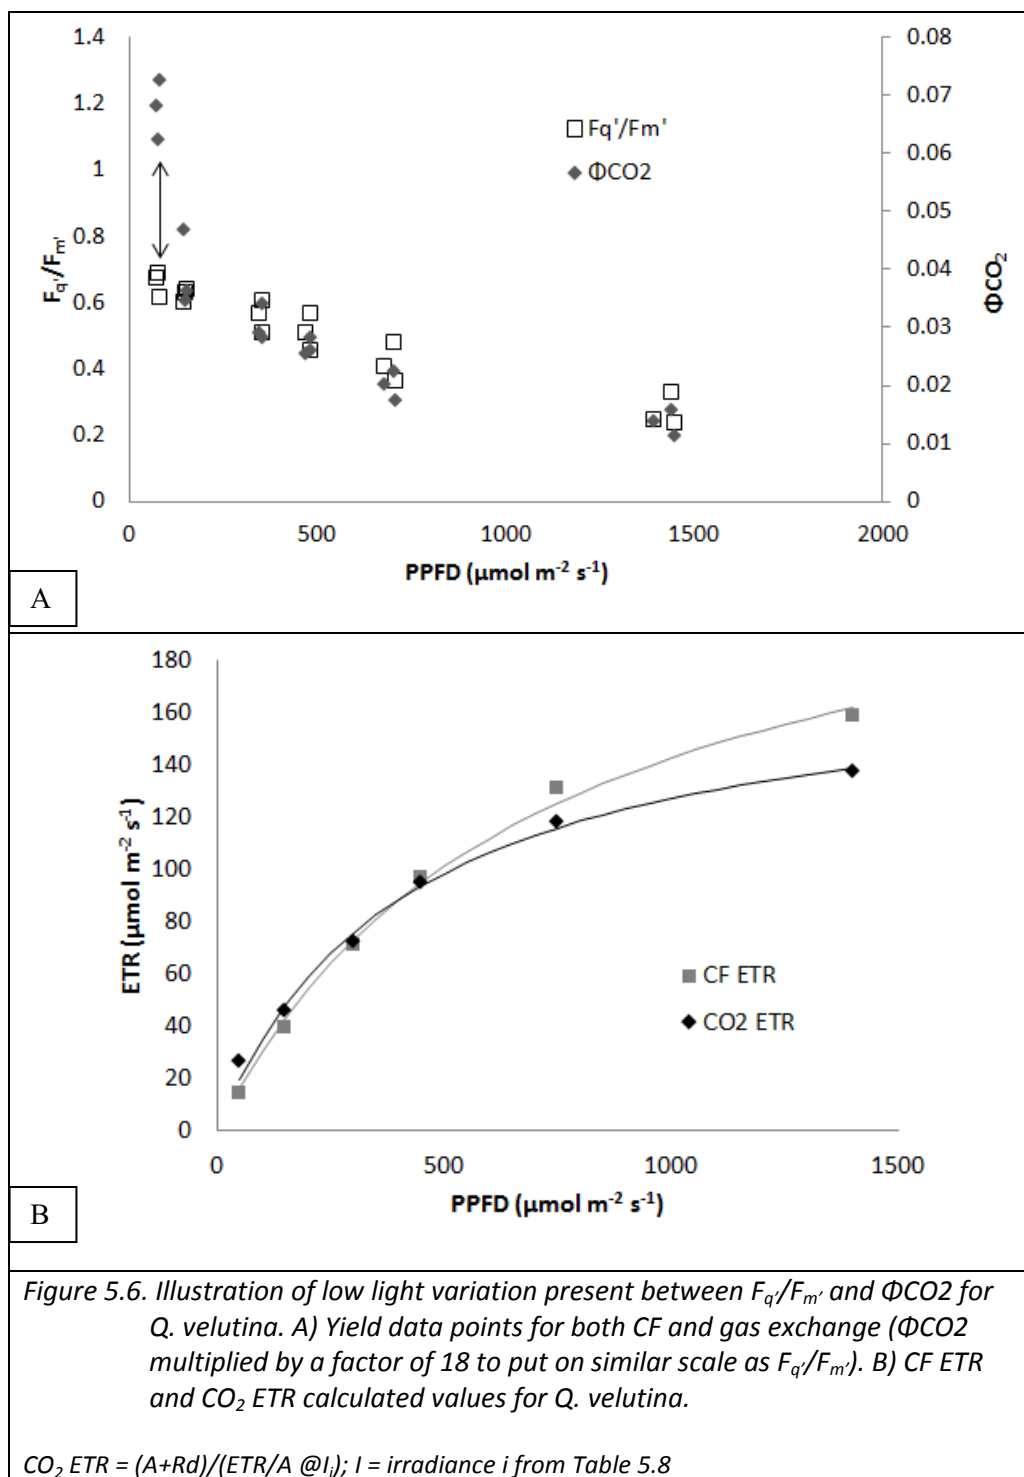 1.4
1.2
1
0.8
0.6
0.4
0.2
0
Fq'/Fm'
0.08
0.07
0.06
0.05
0.04
0.03
0.02
0.01
0
ΦCO2
Fq'/Fm'
ΦCO2
0 500 1000 1500 2000
PPFD (μmol m-2 s-1)
A
180
160
140
120
100
80
60
40
20
0
ETR (μmol m-2 s-1)
CF ETR
CO2 ETR
0 500 1000 1500
PPFD (μmol m-2 s-1)
B
Figure 5.6. Illustration of low light variation present between Fq'/Fm' and ΦCO2 for
Q. velutina. A) Yield data points for both CF and gas exchange (ΦCO2
multiplied by a factor of 18 to put on similar scale as Fq'/Fm'). B) CF ETR
and CO2 ETR calculated values for Q. velutina.
CO2 ETR = (A+Rd)/(ETR/A @Ii); I = irradiance i from Table 5.8